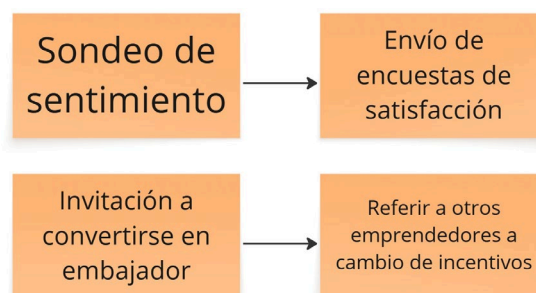 Sondeo de
sentimiento
Envío de
encuestas de
satisfacción
Invitación a
convertirse en
embajador
Referir a otros
emprendedores a
cambio de incentivos